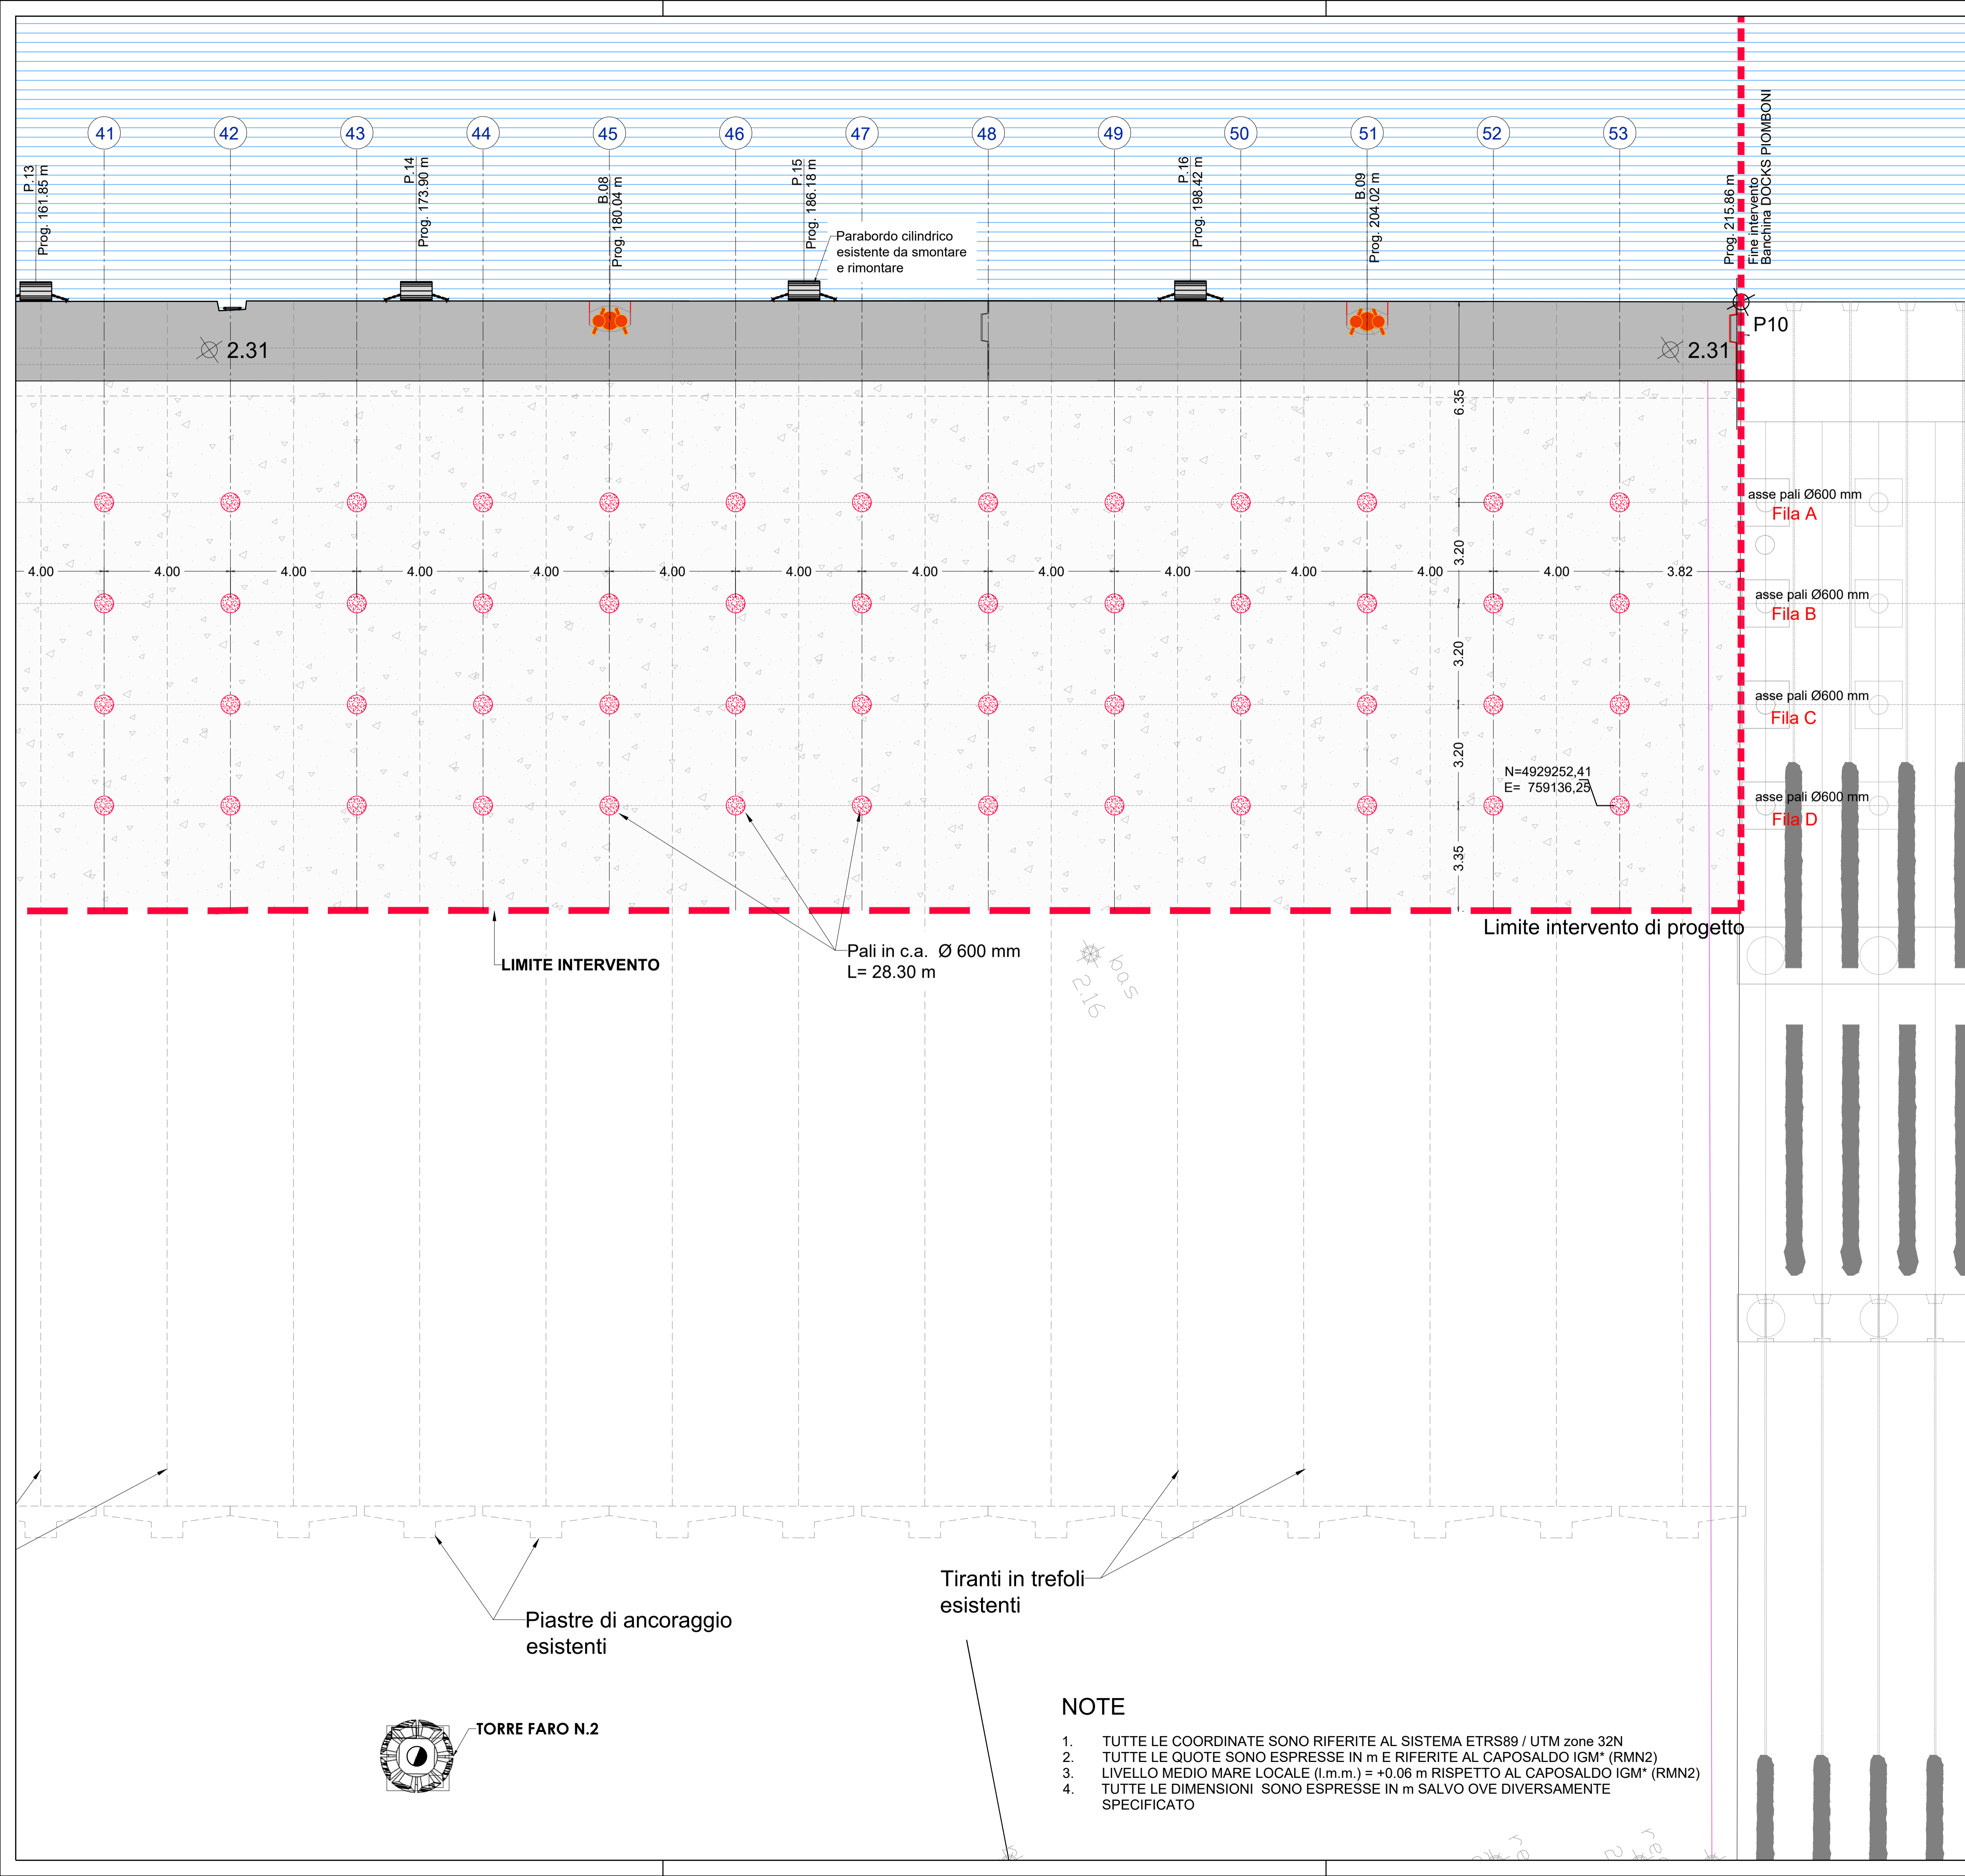 41 42 43 44 45 46 47 48 49 50 51 52 53
P.13
Prog. 161.85 m
P.14
Prog. 173.90 m
B.08
Prog. 180.04 m
P.15
Prog. 186.18 m
P.16
Prog. 198.42 m
B.09
Prog. 204.02 m
Prog. 215.86 m
Fine intervento
Banchina DOCKS PIOMBONI
Parabordo cilindrico
esistente da smontare
e rimontare
P10
2.31
2.31
6.35
asse pali Ø600 mm
Fila A
3.20
4.00 4.00 4.00 4.00 4.00 4.00 4.00 4.00 4.00 4.00 4.00 4.00 4.00 3.82
asse pali Ø600 mm
Fila B
3.20
asse pali Ø600 mm
Fila C
3.20
N=4929252,41
E= 759136,25
asse pali Ø600 mm
Fila D
3.35
Limite intervento di progetto
LIMITE INTERVENTO
Pali in c.a. Ø 600 mm
L= 28.30 m
bas
2.16
Tiranti in trefoli
esistenti
Piastre di ancoraggio
esistenti
TORRE FARO N.2
NOTE
1. TUTTE LE COORDINATE SONO RIFERITE AL SISTEMA ETRS89 / UTM zone 32N
2. TUTTE LE QUOTE SONO ESPRESSE IN m E RIFERITE AL CAPOSALDO IGM* (RMN2)
3. LIVELLO MEDIO MARE LOCALE (l.m.m.) = +0.06 m RISPETTO AL CAPOSALDO IGM* (RMN2)
4. TUTTE LE DIMENSIONI SONO ESPRESSE IN m SALVO OVE DIVERSAMENTE
SPECIFICATO